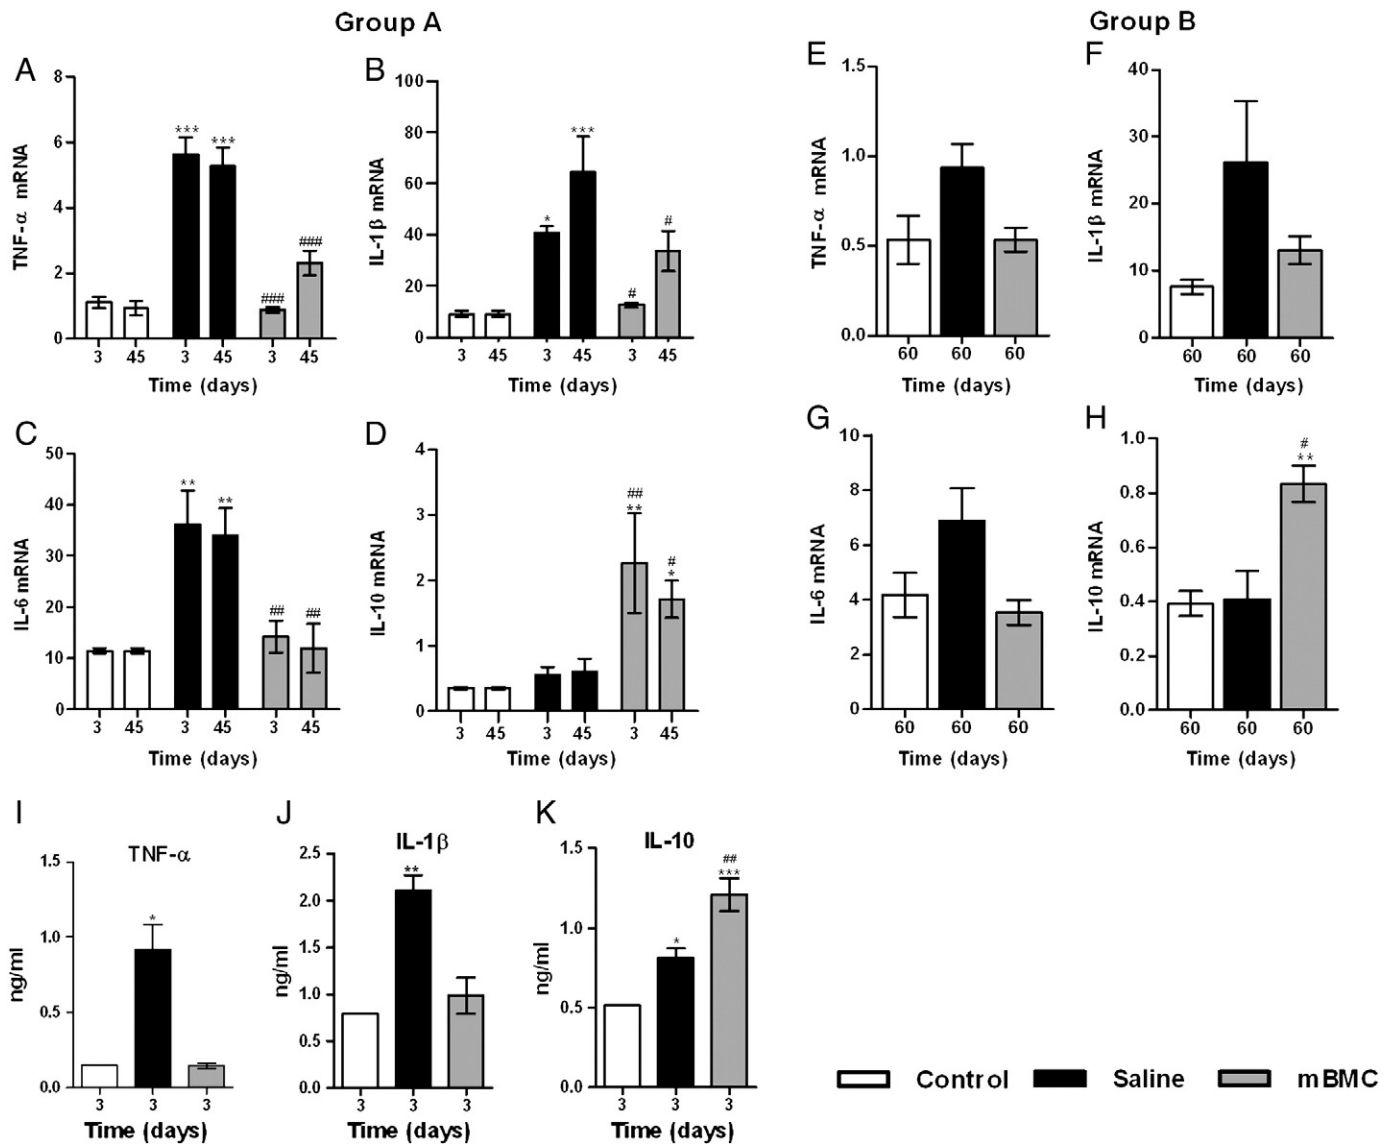 Group A
Group B
A
TNF-α mRNA
8
6
4
2
0
***
***
###
###
3 45 3 45 3 45
Time (days)
B
IL-1β mRNA
100
80
60
40
20
0
*
***
#
#
3 45 3 45 3 45
Time (days)
E
TNF-α mRNA
1.5
1.0
0.5
0.0
60 60 60
Time (days)
F
IL-1β mRNA
40
30
20
10
0
60 60 60
Time (days)
C
IL-6 mRNA
50
40
30
20
10
0
**
**
##
##
3 45 3 45 3 45
Time (days)
D
IL-10 mRNA
4
3
2
1
0
##
**
#
*
3 45 3 45 3 45
Time (days)
G
IL-6 mRNA
10
8
6
4
2
0
60 60 60
Time (days)
H
IL-10 mRNA
1.0
0.8
0.6
0.4
0.2
0.0
#
**
60 60 60
Time (days)
I
TNF-α
ng/ml
1.5
1.0
0.5
0.0
*
3 3 3
Time (days)
J
IL-1β
ng/ml
2.5
2.0
1.5
1.0
0.5
0.0
**
3 3 3
Time (days)
K
IL-10
ng/ml
1.5
1.0
0.5
0.0
*
##
***
3 3 3
Time (days)
Control Saline mBMC